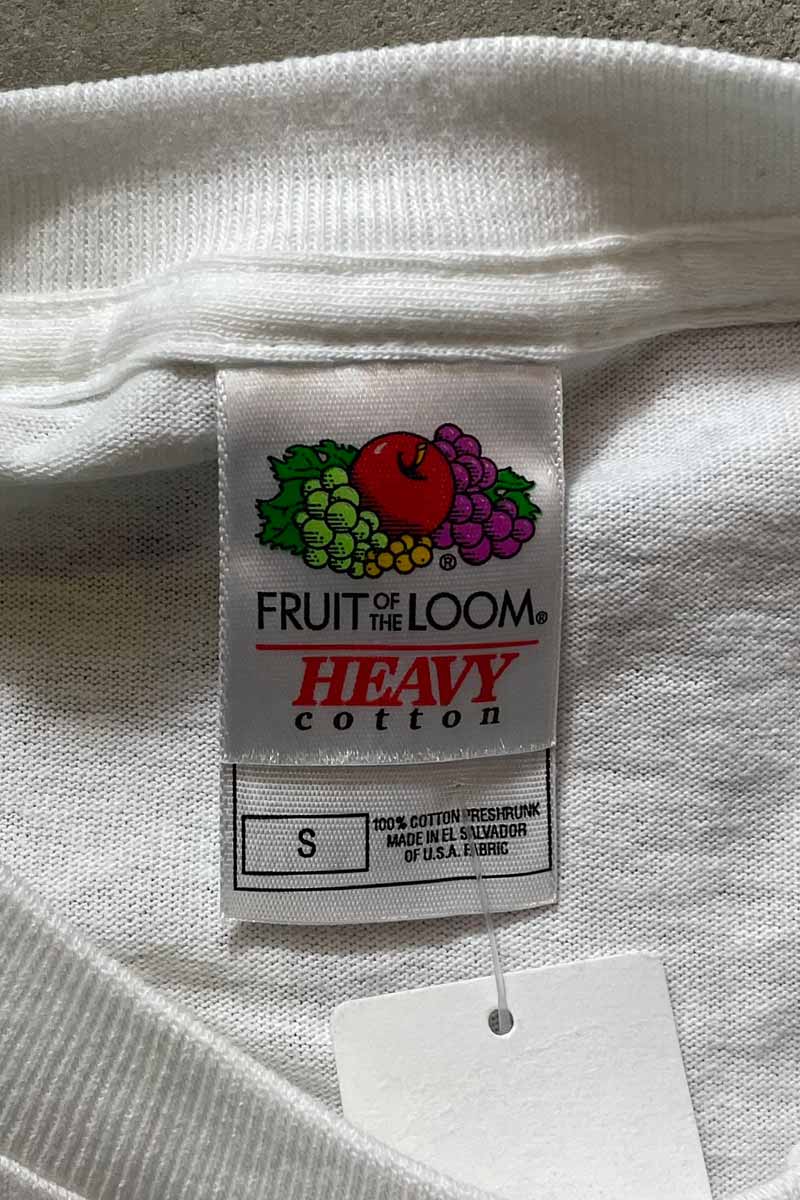 ®
FRUIT OF THE LOOM®
HEAVY
cotton
S
100% COTTON PRESHRUNK
MADE IN EL SALVADOR
OF U.S.A. FABRIC